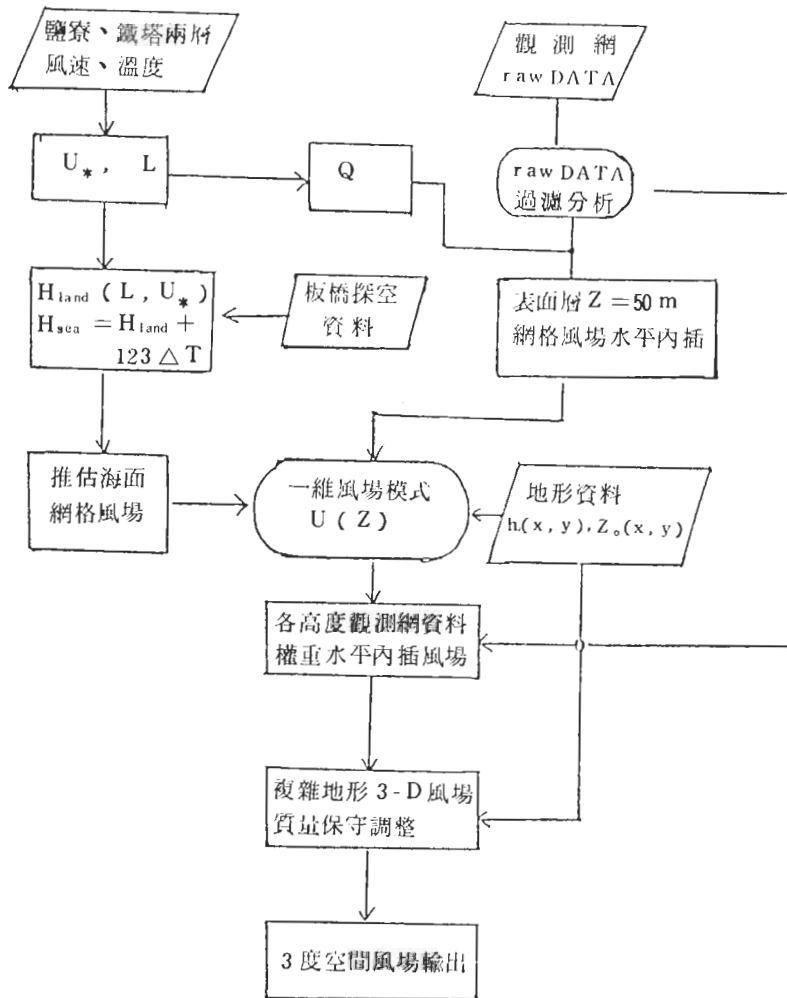 鹽寮、鐵塔兩層
風速、溫度
觀測網
raw DATA
U*, L
Q
raw DATA
過濾分析
Hland ( L , U* )
Hsea = Hland +
123 △ T
板橋探空
資料
表面層 Z = 50 m
網格風場水平內插
推估海面
網格風場
一維風場模式
U ( Z )
地形資料
h(x , y), Zo(x , y)
各高度觀測網資料
權重水平內插風場
複雜地形 3 - D 風場
質量保守調整
3 度空間風場輸出